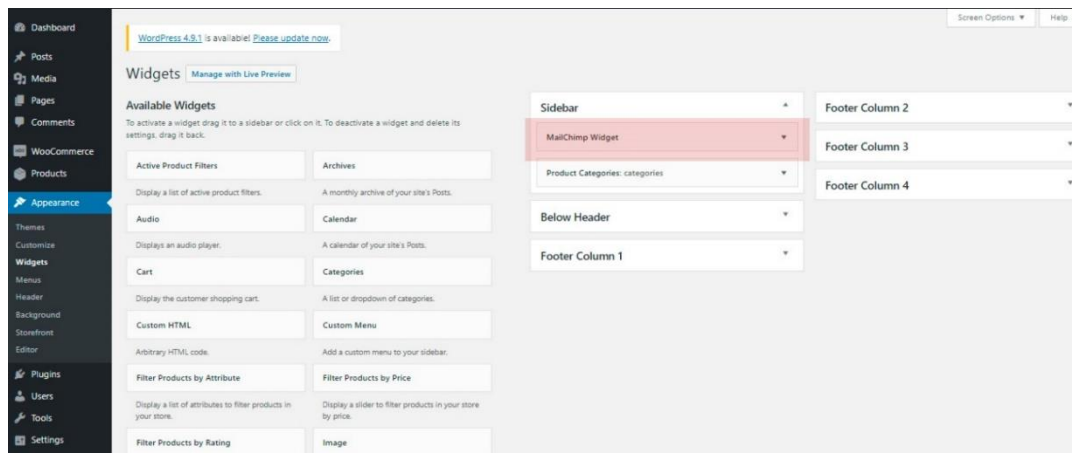 Screen Options ▼ Help
Dashboard
Posts
Media
Pages
Comments
WooCommerce
Products
Appearance
Themes
Customize
Widgets
Menus
Header
Background
Storefront
Editor
Plugins
Users
Tools
Settings
WordPress 4.9.1 is available! Please update now.
Widgets Manage with Live Preview
Available Widgets
To activate a widget drag it to a sidebar or click on it. To deactivate a widget and delete its
settings, drag it back.
Active Product Filters
Display a list of active product filters.
Archives
A monthly archive of your site's Posts.
Audio
Displays an audio player.
Calendar
A calendar of your site's Posts.
Cart
Display the customer shopping cart.
Categories
A list or dropdown of categories.
Custom HTML
Arbitrary HTML code.
Custom Menu
Add a custom menu to your sidebar.
Filter Products by Attribute
Display a list of attributes to filter products in
your store.
Filter Products by Price
Display a slider to filter products in your store
by price.
Filter Products by Rating
Image
Sidebar
MailChimp Widget
Product Categories: categories
Below Header
Footer Column 1
Footer Column 2
Footer Column 3
Footer Column 4